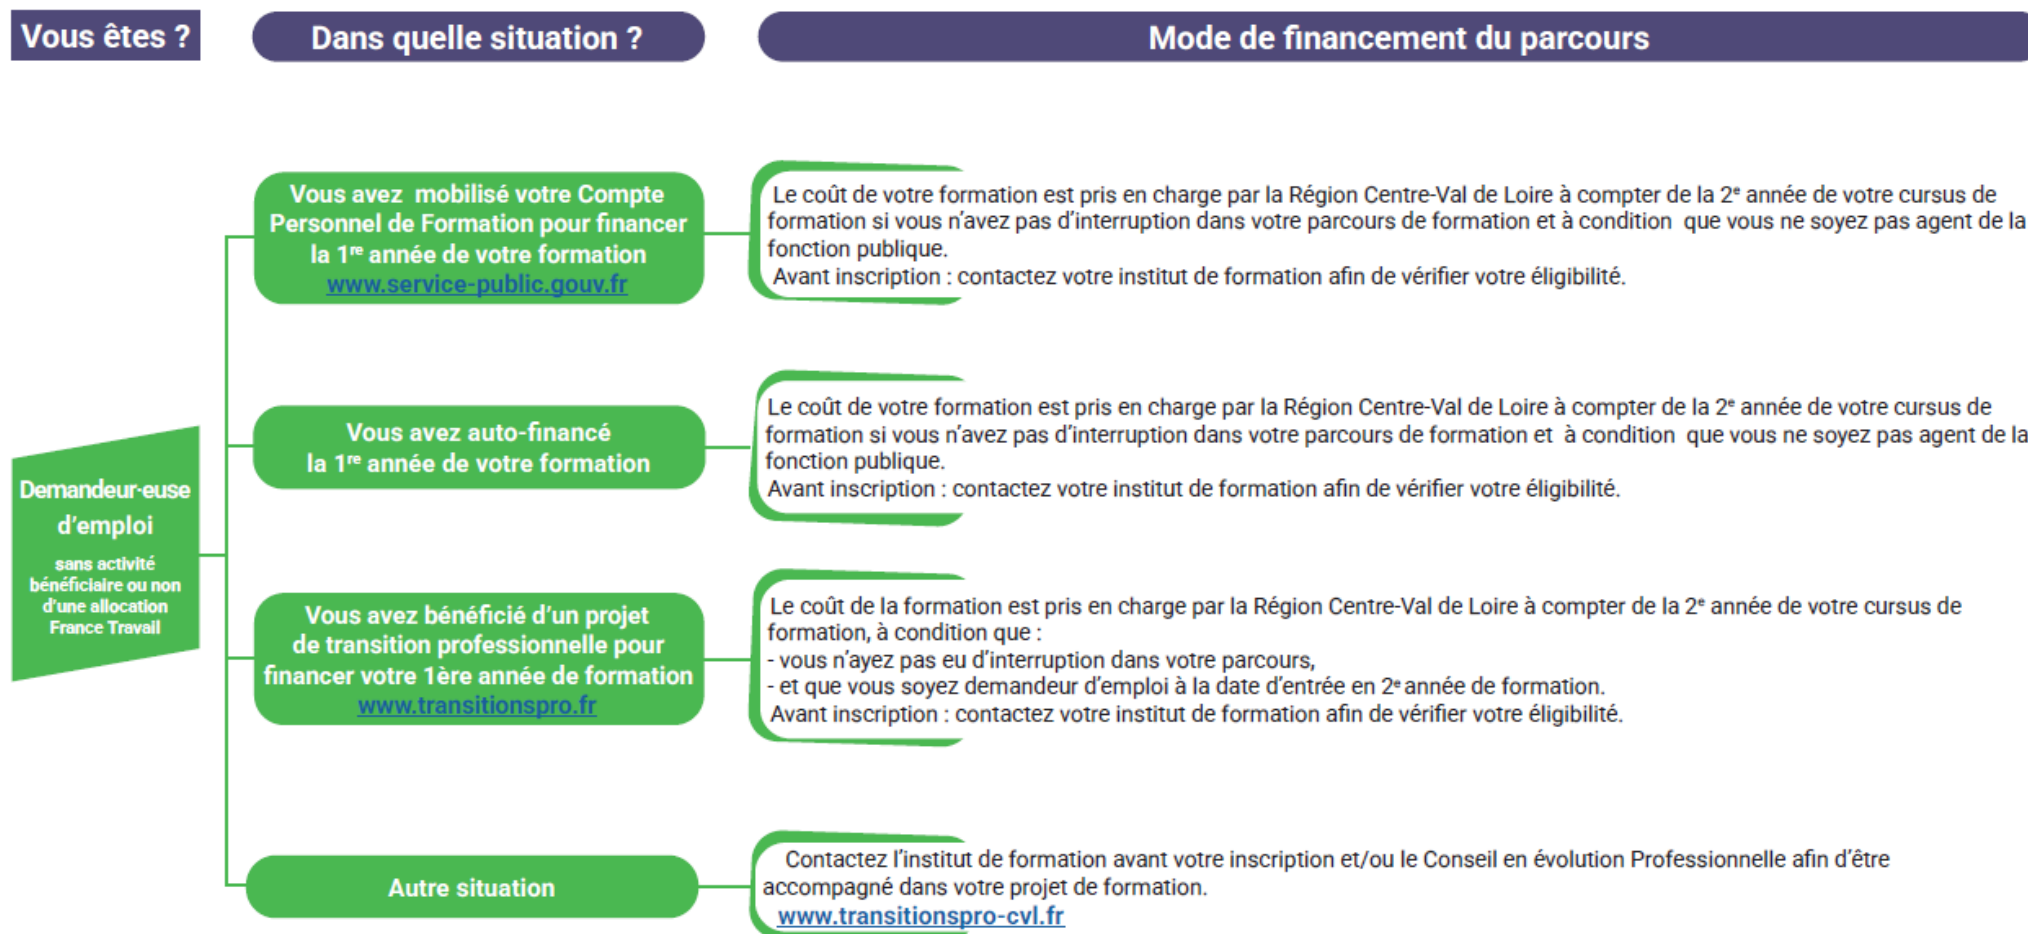 Vous êtes ?
Dans quelle situation ?
Mode de financement du parcours
Demandeur·euse
d’emploi
sans activité
bénéficiaire ou non
d’une allocation
France Travail
Vous avez mobilisé votre Compte
Personnel de Formation pour financer
la 1re année de votre formation
www.service-public.gouv.fr
Le coût de votre formation est pris en charge par la Région Centre-Val de Loire à compter de la 2e année de votre cursus de
formation si vous n’avez pas d’interruption dans votre parcours de formation et à condition que vous ne soyez pas agent de la
fonction publique.
Avant inscription : contactez votre institut de formation afin de vérifier votre éligibilité.
Vous avez auto-financé
la 1re année de votre formation
Le coût de votre formation est pris en charge par la Région Centre-Val de Loire à compter de la 2e année de votre cursus de
formation si vous n’avez pas d’interruption dans votre parcours de formation et à condition que vous ne soyez pas agent de la
fonction publique.
Avant inscription : contactez votre institut de formation afin de vérifier votre éligibilité.
Vous avez bénéficié d’un projet
de transition professionnelle pour
financer votre 1ère année de formation
www.transitionspro.fr
Le coût de la formation est pris en charge par la Région Centre-Val de Loire à compter de la 2e année de votre cursus de
formation, à condition que :
- vous n’ayez pas eu d’interruption dans votre parcours,
- et que vous soyez demandeur d’emploi à la date d’entrée en 2e année de formation.
Avant inscription : contactez votre institut de formation afin de vérifier votre éligibilité.
Autre situation
Contactez l’institut de formation avant votre inscription et/ou le Conseil en évolution Professionnelle afin d’être
accompagné dans votre projet de formation.
www.transitionspro-cvl.fr